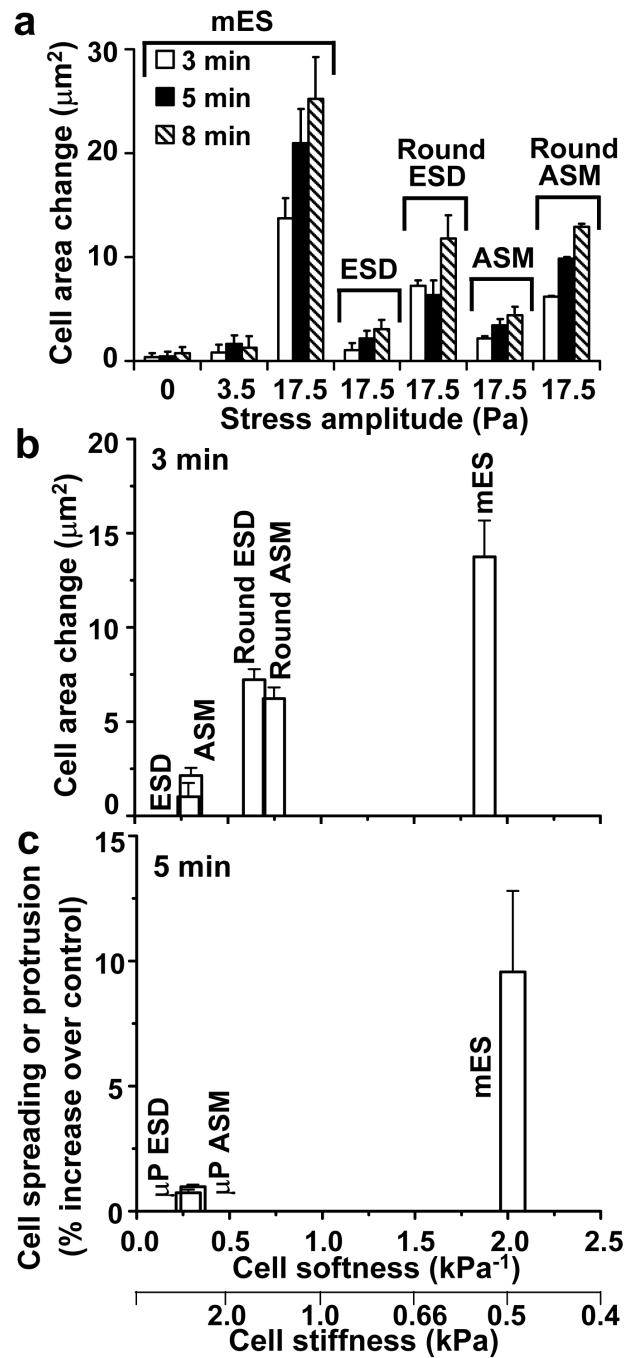 a
mES
3 min
5 min
8 min
Cell area change (μm²)
30
20
10
0
ESD
Round
ESD
ASM
Round
ASM
0 3.5 17.5 17.5 17.5 17.5 17.5
Stress amplitude (Pa)
b
3 min
Cell area change (μm²)
20
15
10
5
0
ESD
ASM
Round ESD
Round ASM
mES
c
5 min
Cell spreading or protrusion
(% increase over control)
15
10
5
0
μP ESD
μP ASM
mES
0.0 0.5 1.0 1.5 2.0 2.5
Cell softness (kPa⁻¹)
2.0 1.0 0.66 0.5 0.4
Cell stiffness (kPa)